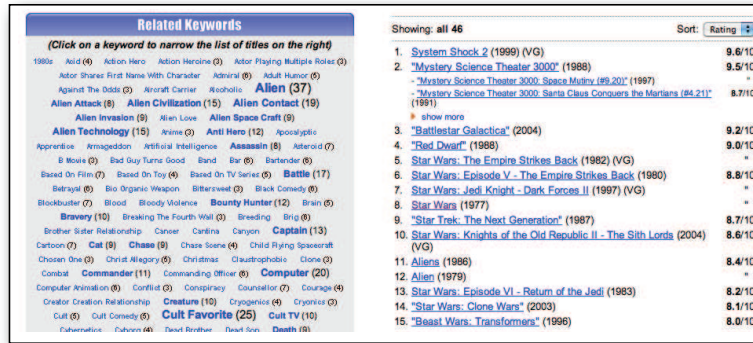 Related Keywords
(Click on a keyword to narrow the list of titles on the right)
1980s Acid (4) Action Hero Action Heroine (3) Actor Playing Multiple Roles (3)
Actor Shares First Name With Character Admiral (6) Adult Humor (5)
Against The Odds (3) Aircraft Carrier Alcoholic Alien (37)
Alien Attack (8) Alien Civilization (15) Alien Contact (19)
Alien Invasion (9) Alien Love Alien Space Craft (9)
Alien Technology (15) Anime (3) Anti Hero (12) Apocalyptic
Apprentice Armageddon Artificial Intelligence Assassin (8) Asteroid (7)
B Movie (3) Bad Guy Turns Good Band Bar (6) Bartender (6)
Based On Film (7) Based On Toy (4) Based On TV Series (5) Battle (17)
Betrayal (6) Bio Organic Weapon Bittersweet (3) Black Comedy (6)
Blockbuster (7) Blood Bloody Violence Bounty Hunter (12) Brain (5)
Bravery (10) Breaking The Fourth Wall (3) Breeding Brig (6)
Brother Sister Relationship Cancer Cantina Canyon Captain (13)
Cartoon (7) Cat (9) Chase (9) Chase Scene (4) Child Flying Spacecraft
Chosen One (3) Christ Allegory (5) Christmas Claustrophobic Clone (3)
Combat Commander (11) Commanding Officer (6) Computer (20)
Computer Animation (6) Conflict (3) Conspiracy Counsellor (7) Courage (4)
Creator Creation Relationship Creature (10) Cryogenics (4) Cryonics (3)
Cult (5) Cult Comedy (5) Cult Favorite (25) Cult TV (10)
Cybernetics Cyborg (4) Dead Brother Dead Son Death (9)
Showing: all 46 Sort: Rating
1. System Shock 2 (1999) (VG) 9.6/10
2. "Mystery Science Theater 3000" (1988) 9.5/10
- "Mystery Science Theater 3000: Space Mutiny (#9.20)" (1997)
- "Mystery Science Theater 3000: Santa Claus Conquers the Martians (#4.21)" 8.7/10
(1991)
show more
3. "Battlestar Galactica" (2004) 9.2/10
4. "Red Dwarf" (1988) 9.0/10
5. Star Wars: The Empire Strikes Back (1982) (VG) "
6. Star Wars: Episode V - The Empire Strikes Back (1980) 8.8/10
7. Star Wars: Jedi Knight - Dark Forces II (1997) (VG) "
8. Star Wars (1977) "
9. "Star Trek: The Next Generation" (1987) 8.7/10
10. Star Wars: Knights of the Old Republic II - The Sith Lords (2004) 8.6/10
(VG)
11. Aliens (1986) 8.4/10
12. Alien (1979) "
13. Star Wars: Episode VI - Return of the Jedi (1983) 8.2/10
14. "Star Wars: Clone Wars" (2003) 8.1/10
15. "Beast Wars: Transformers" (1996) 8.0/10